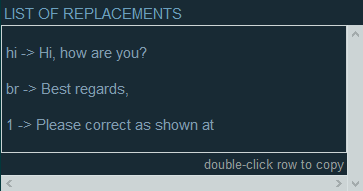 LIST OF REPLACEMENTS
hi -> Hi, how are you?
br -> Best regards,
1 -> Please correct as shown at
double-click row to copy